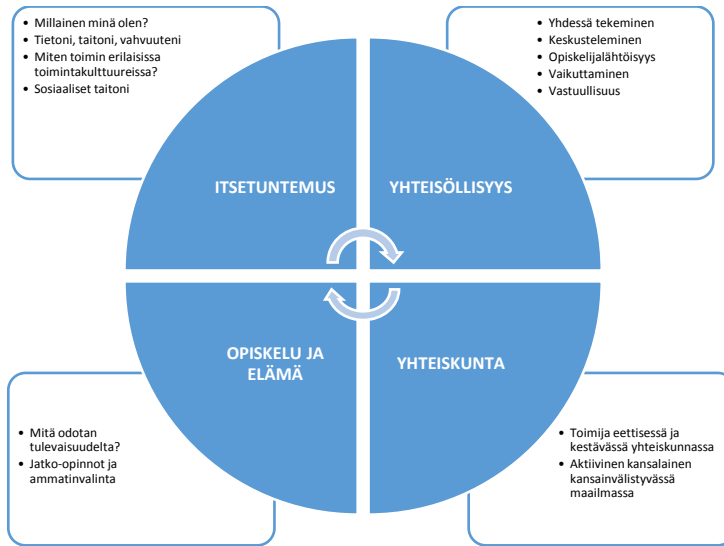 • Millainen minä olen?
• Tietoni, taitoni, vahvuuteni
• Miten toimin erilaisissa
toimintakulttuureissa?
• Sosiaaliset taitoni
• Yhdessä tekeminen
• Keskusteleminen
• Opiskelijalähtöisyys
• Vaikuttaminen
• Vastuullisuus
ITSETUNTEMUS
YHTEISÖLLISYYS
OPISKELU JA
ELÄMÄ
YHTEISKUNTA
• Mitä odotan
tulevaisuudelta?
• Jatko-opinnot ja
ammatinvalinta
• Toimija eettisessä ja
kestävässä yhteiskunnassa
• Aktiivinen kansalainen
kansainvälistyvässä
maailmassa